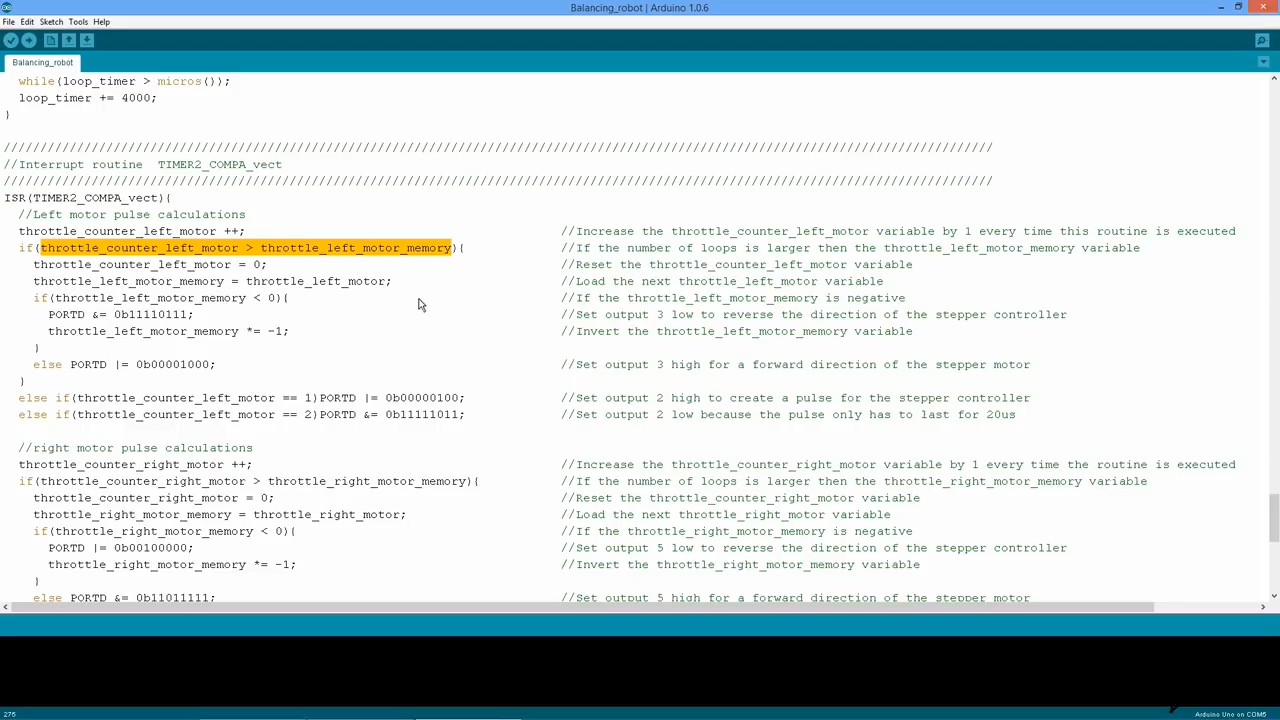 Balancing_robot | Arduino 1.0.6
File Edit Sketch Tools Help
Balancing_robot
while(loop_timer > micros());
loop_timer += 4000;
}
///////////////////////////////////////////////////////////////////////////////////////////////////////////////////////////////////////
//Interrupt routine  TIMER2_COMPA_vect
///////////////////////////////////////////////////////////////////////////////////////////////////////////////////////////////////////
ISR(TIMER2_COMPA_vect){
//Left motor pulse calculations
throttle_counter_left_motor ++; //Increase the throttle_counter_left_motor variable by 1 every time this routine is executed
if(throttle_counter_left_motor > throttle_left_motor_memory){ //If the number of loops is larger then the throttle_left_motor_memory variable
throttle_counter_left_motor = 0; //Reset the throttle_counter_left_motor variable
throttle_left_motor_memory = throttle_left_motor; //Load the next throttle_left_motor variable
if(throttle_left_motor_memory < 0){ //If the throttle_left_motor_memory is negative
PORTD &= 0b11110111; //Set output 3 low to reverse the direction of the stepper controller
throttle_left_motor_memory *= -1; //Invert the throttle_left_motor_memory variable
}
else PORTD |= 0b00001000; //Set output 3 high for a forward direction of the stepper motor
}
else if(throttle_counter_left_motor == 1)PORTD |= 0b00000100; //Set output 2 high to create a pulse for the stepper controller
else if(throttle_counter_left_motor == 2)PORTD &= 0b11111011; //Set output 2 low because the pulse only has to last for 20us
//right motor pulse calculations
throttle_counter_right_motor ++; //Increase the throttle_counter_right_motor variable by 1 every time the routine is executed
if(throttle_counter_right_motor > throttle_right_motor_memory){ //If the number of loops is larger then the throttle_right_motor_memory variable
throttle_counter_right_motor = 0; //Reset the throttle_counter_right_motor variable
throttle_right_motor_memory = throttle_right_motor; //Load the next throttle_right_motor variable
if(throttle_right_motor_memory < 0){ //If the throttle_right_motor_memory is negative
PORTD |= 0b00100000; //Set output 5 low to reverse the direction of the stepper controller
throttle_right_motor_memory *= -1; //Invert the throttle_right_motor_memory variable
}
else PORTD &= 0b11011111; //Set output 5 high for a forward direction of the stepper motor
275
Arduino Uno on COM5